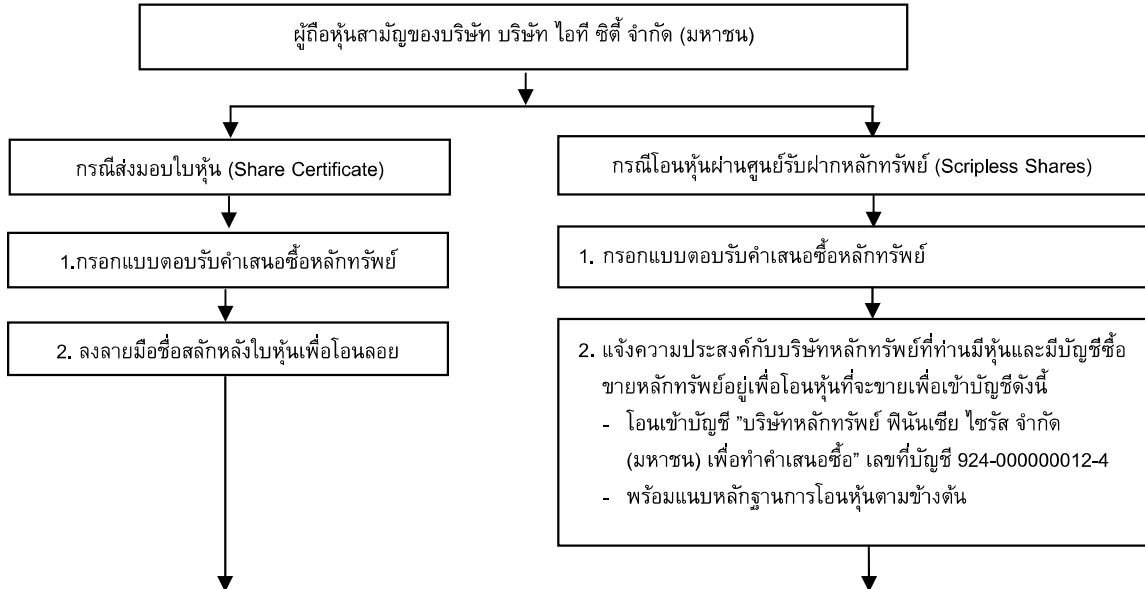 ผู้ถือหุ้นสามัญของบริษัท บริษัท ไอที ซิตี้ จำกัด (มหาชน)
กรณีส่งมอบใบหุ้น (Share Certificate)
1.กรอกแบบตอบรับคำเสนอซื้อหลักทรัพย์
2. ลงลายมือชื่อสลักหลังใบหุ้นเพื่อโอนลอย
กรณีโอนหุ้นผ่านศูนย์รับฝากหลักทรัพย์ (Scripless Shares)
1. กรอกแบบตอบรับคำเสนอซื้อหลักทรัพย์
2. แจ้งความประสงค์กับบริษัทหลักทรัพย์ที่ท่านมีหุ้นและมีบัญชีซื้อ
ขายหลักทรัพย์อยู่เพื่อโอนหุ้นที่จะขายเพื่อเข้าบัญชีดังนี้
- โอนเข้าบัญชี ”บริษัทหลักทรัพย์ ฟินันเซีย ไซรัส จำกัด
(มหาชน) เพื่อทำคำเสนอซื้อ” เลขที่บัญชี 924-000000012-4
- พร้อมแนบหลักฐานการโอนหุ้นตามข้างต้น